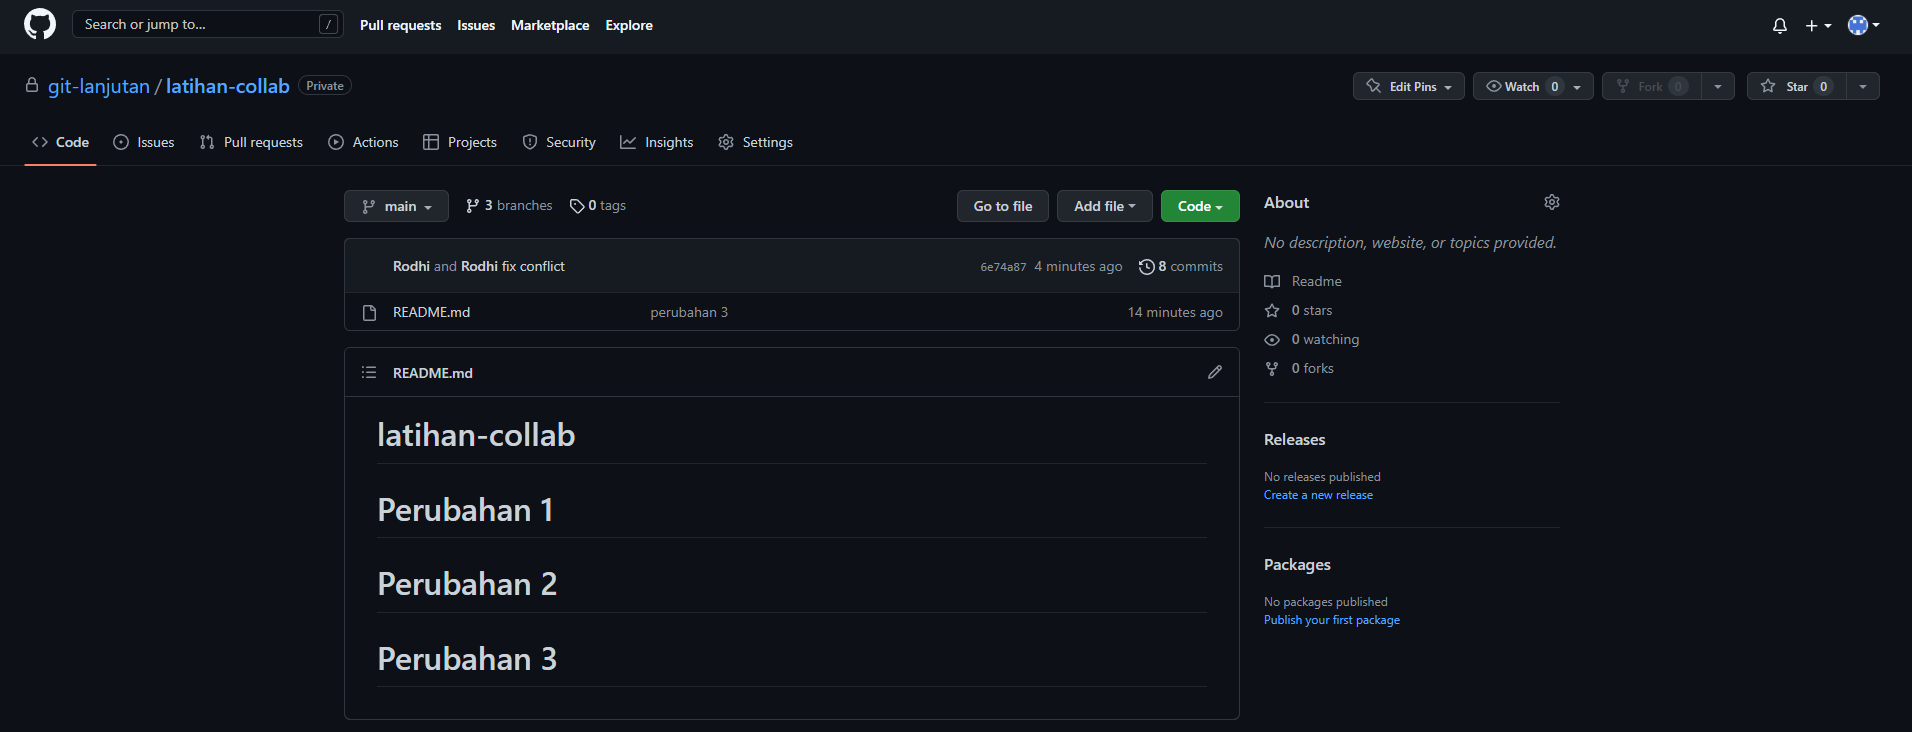 Search or jump to... /
Pull requests Issues Marketplace Explore
git-lanjutan / latihan-collab Private
Edit Pins Watch 0 Fork 0 Star 0
Code Issues Pull requests Actions Projects Security Insights Settings
main 3 branches 0 tags
Go to file Add file Code
Rodhi and Rodhi fix conflict 6e74a87 4 minutes ago 8 commits
README.md perubahan 3 14 minutes ago
README.md
latihan-collab
Perubahan 1
Perubahan 2
Perubahan 3
About
No description, website, or topics provided.
Readme
0 stars
0 watching
0 forks
Releases
No releases published
Create a new release
Packages
No packages published
Publish your first package